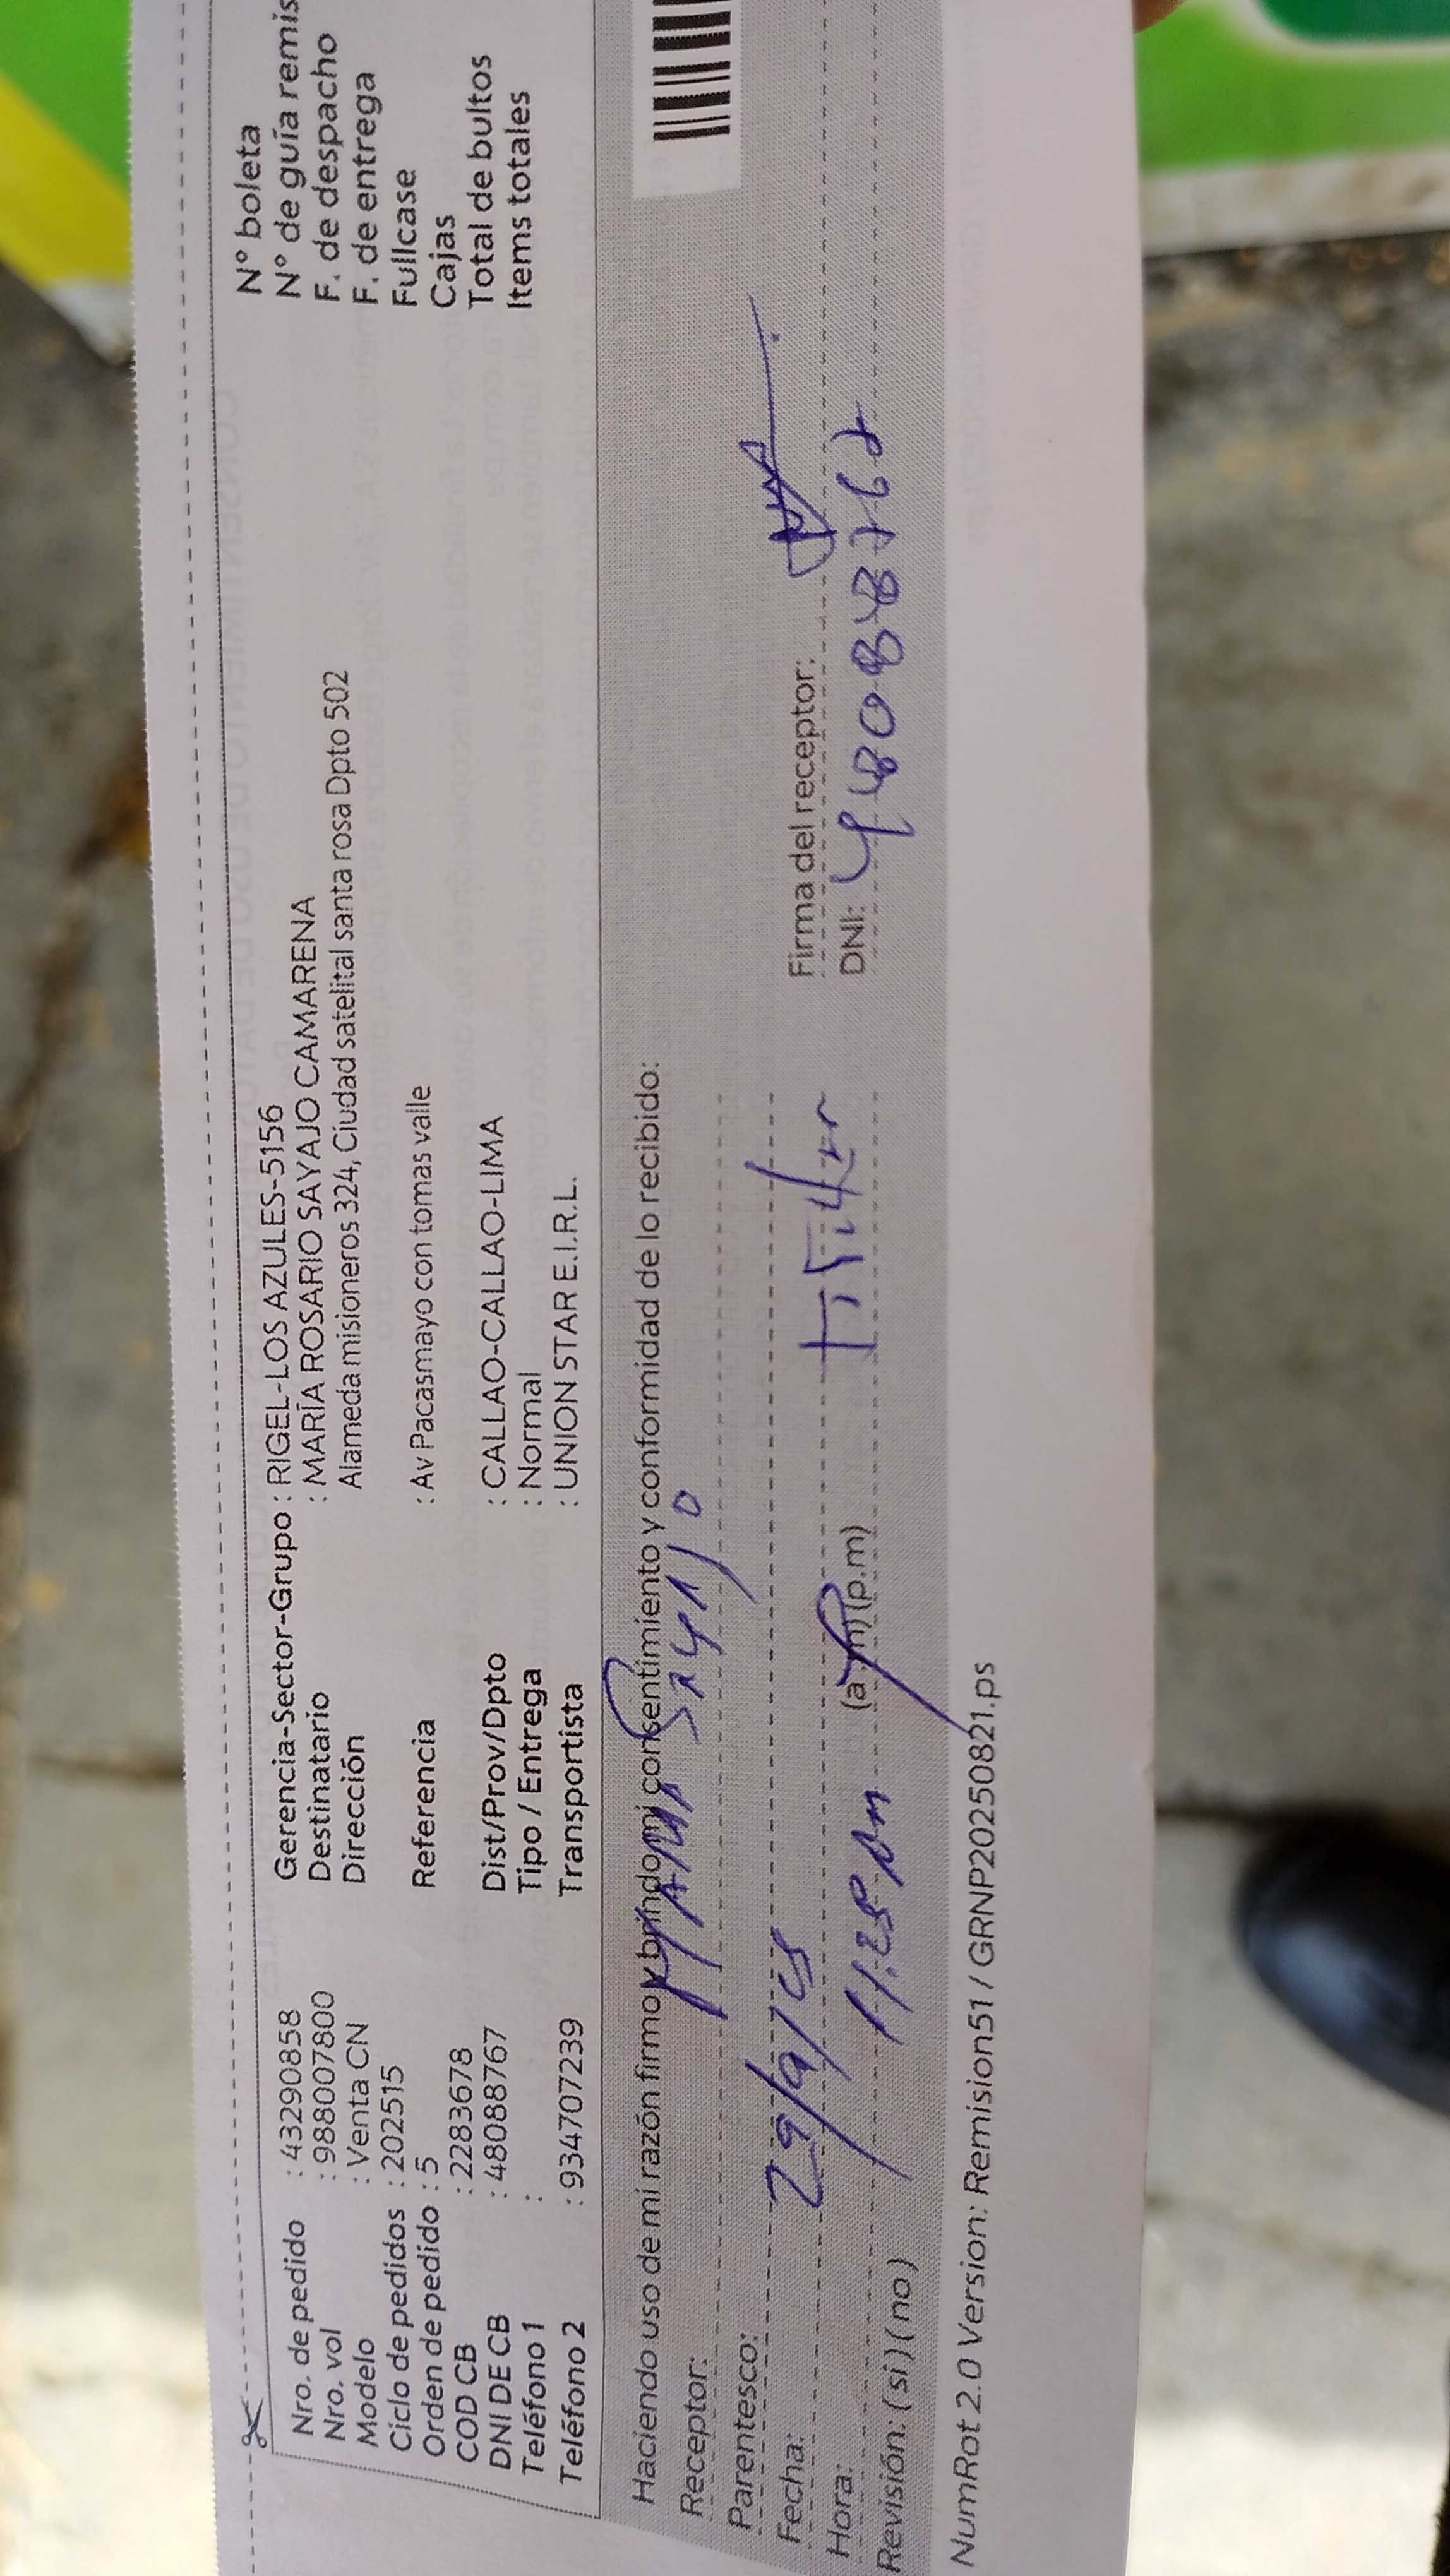 Nro. de pedido : 43290858
Nro. vol : 988007800
Modelo : Venta CN
Ciclo de pedidos : 202515
Orden de pedido : 5
COD CB : 2283678
DNI DE CB : 48088767
Teléfono 1 :
Teléfono 2 : 934707239
Gerencia-Sector-Grupo : RIGEL-LOS AZULES-5156
Destinatario : MARÍA ROSARIO SAYAJO CAMARENA
Dirección Alameda misioneros 324, Ciudad satelital santa rosa Dpto 502
Referencia : Av Pacasmayo con tomas valle
Dist/Prov/Dpto : CALLAO-CALLAO-LIMA
Tipo / Entrega : Normal
Transportista : UNION STAR E.I.R.L.
N° boleta
N° de guía remis
F. de despacho
F. de entrega
Fullcase
Cajas
Total de bultos
Items totales
Haciendo uso de mi razón firmo y brindo mi consentimiento y conformidad de lo recibido:
Receptor: Sayajo
Parentesco: Titular
Fecha: 29/9/25
Hora: (a.m) (p.m)
Revisión: (si) (no)
Firma del receptor:
DNI: 48088767
NumRot 2.0 Version: Remision51 / GRNP20250821.ps